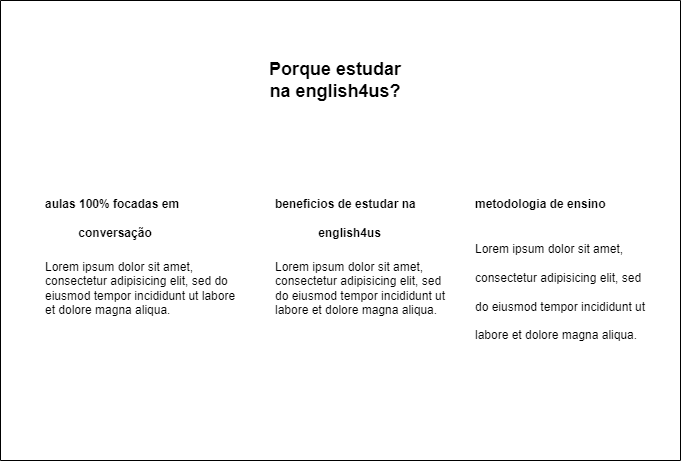 Porque estudar
na english4us?
aulas 100% focadas em
conversação
Lorem ipsum dolor sit amet,
consectetur adipisicing elit, sed do
eiusmod tempor incididunt ut labore
et dolore magna aliqua.
beneficios de estudar na
english4us
Lorem ipsum dolor sit amet,
consectetur adipisicing elit, sed
do eiusmod tempor incididunt ut
labore et dolore magna aliqua.
metodologia de ensino
Lorem ipsum dolor sit amet,
consectetur adipisicing elit, sed
do eiusmod tempor incididunt ut
labore et dolore magna aliqua.